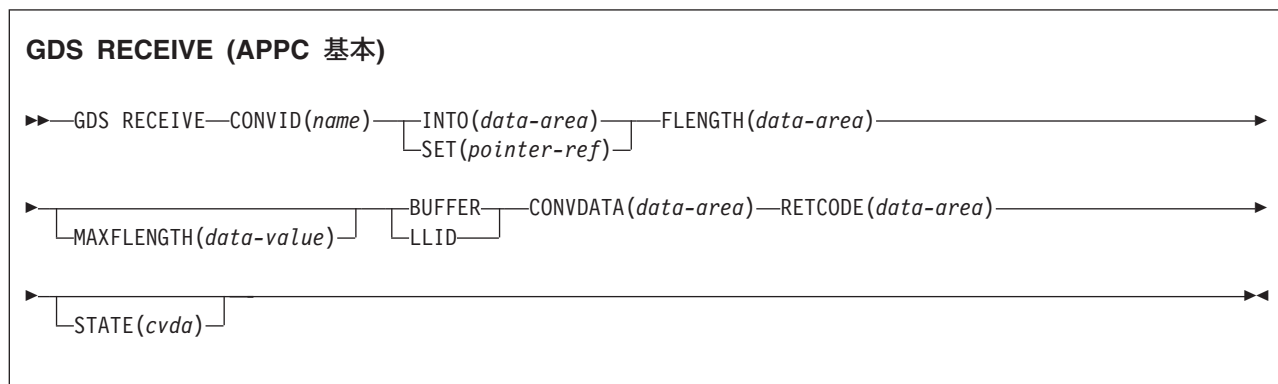 GDS RECEIVE (APPC 基本)
GDS RECEIVE CONVID(name) INTO(data-area) FLENGTH(data-area)
SET(pointer-ref)
BUFFER CONVDATA(data-area) RETCODE(data-area)
MAXFLENGTH(data-value) LLID
STATE(cvda)